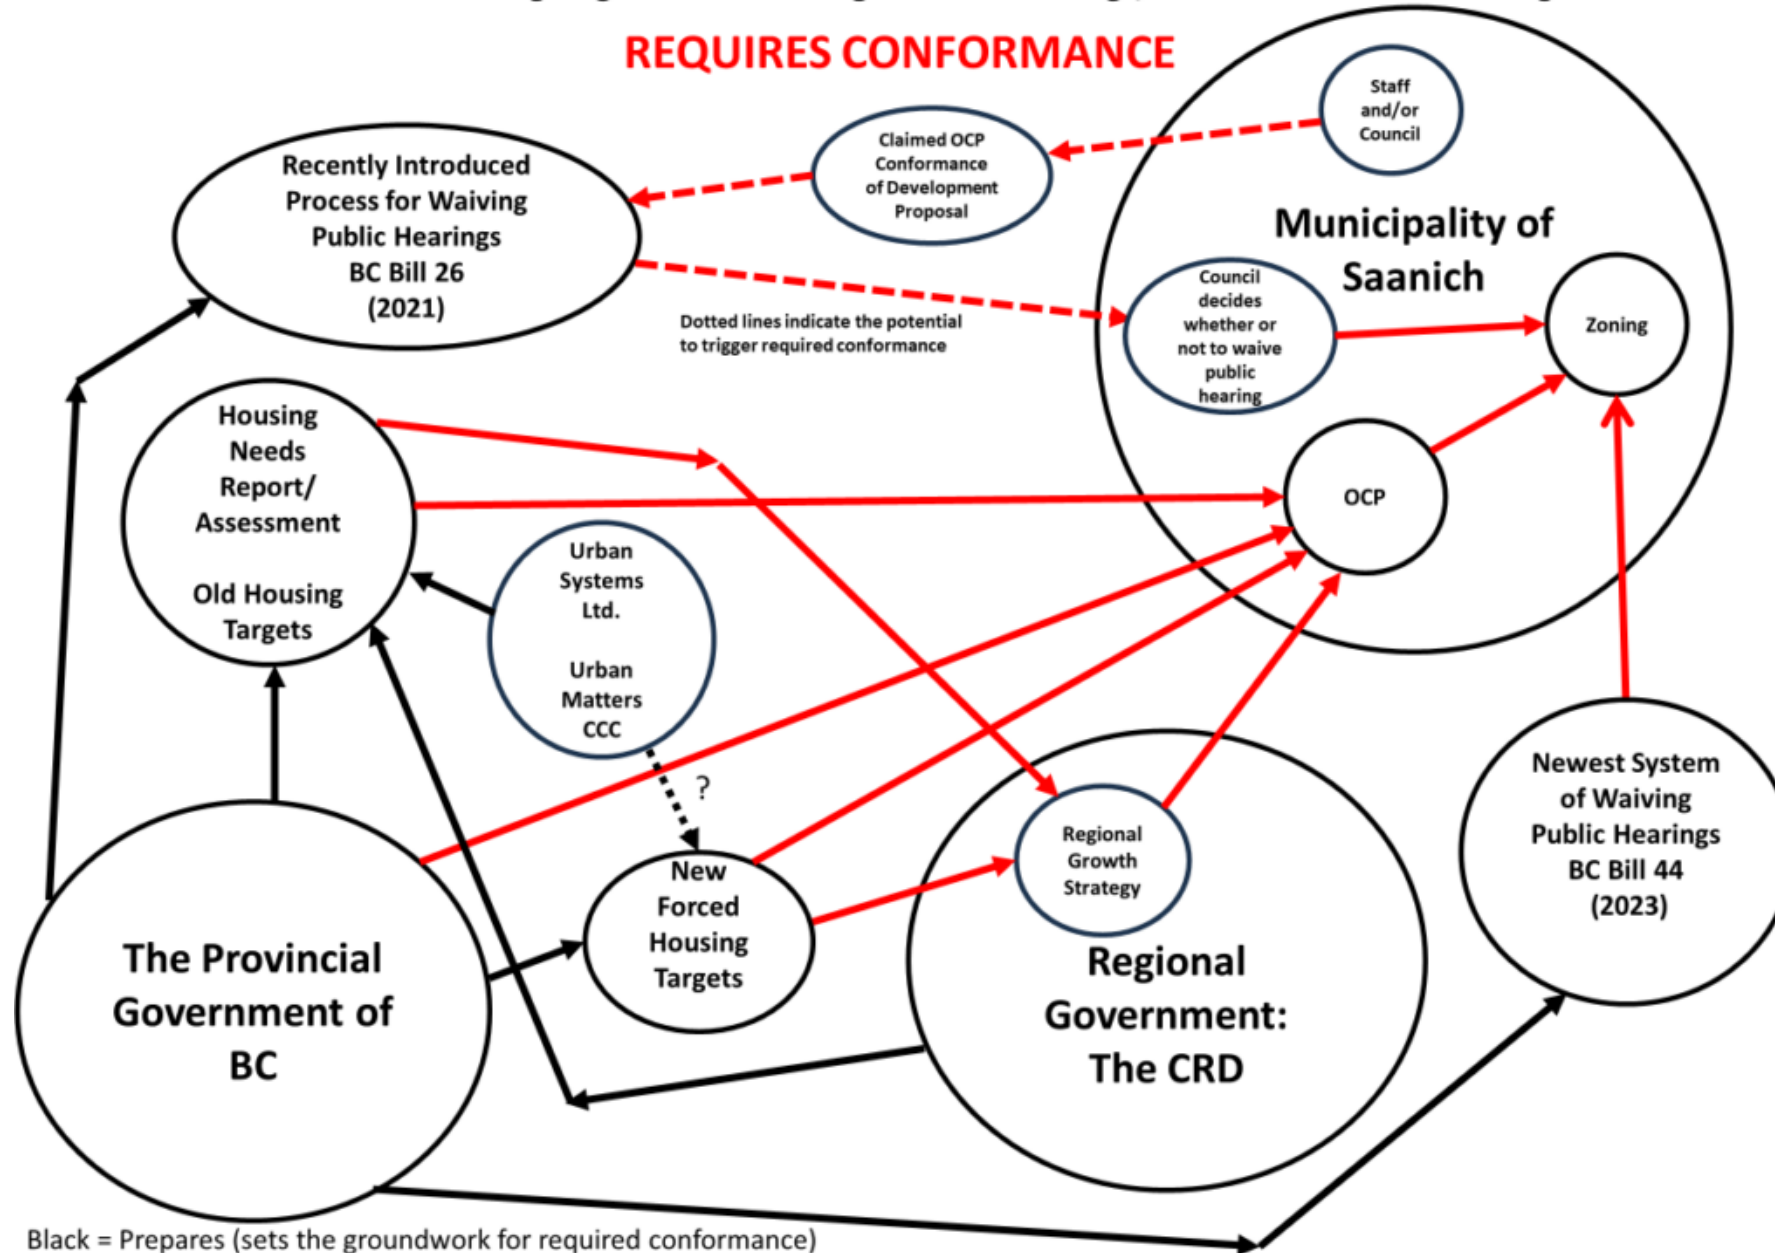 REQUIRES CONFORMANCE
Staff
and/or
Council
Claimed OCP
Conformance
of Development
Proposal
Recently Introduced
Process for Waiving
Public Hearings
BC Bill 26
(2021)
Municipality of
Saanich
Council
decides
whether or
not to waive
public
hearing
Zoning
Dotted lines indicate the potential
to trigger required conformance
Housing
Needs
Report/
Assessment
Old Housing
Targets
OCP
Urban
Systems
Ltd.
Urban
Matters
CCC
?
New
Forced
Housing
Targets
Regional
Growth
Strategy
Newest System
of Waiving
Public Hearings
BC Bill 44
(2023)
The Provincial
Government of
BC
Regional
Government:
The CRD
Black = Prepares (sets the groundwork for required conformance)